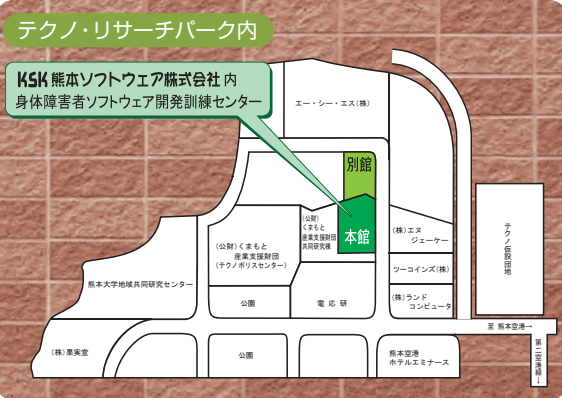 テクノ・リサーチパーク内
KSK 熊本ソフトウェア株式会社 内
身体障害者ソフトウェア開発訓練センター
エー・シー・エス(株)
別館
本館
(公財)
くまもと
産業支援財団
共同研究棟
(公財)くまもと
産業支援財団
(テクノポリスセンター)
(株)エヌ
ジェーケー
ツーコインズ(株)
(株)ランド
コンピュータ
テクノ仮設団地
熊本大学地域共同研究センター
公園
電応研
至 熊本空港→
第二空港線↓
(株)果実堂
公園
熊本空港
ホテルエミナース